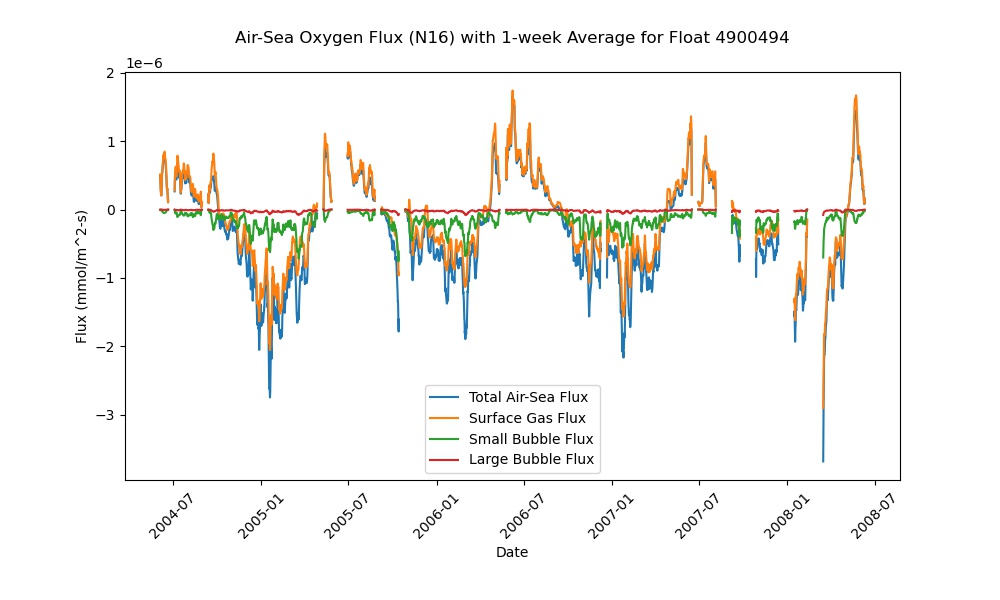 Air-Sea Oxygen Flux (N16) with 1-week Average for Float 4900494
1e−6
2
1
0
−1
−2
−3
Flux (mmol/m^2-s)
Total Air-Sea Flux
Surface Gas Flux
Small Bubble Flux
Large Bubble Flux
2004-07
2005-01
2005-07
2006-01
2006-07
2007-01
2007-07
2008-01
2008-07
Date